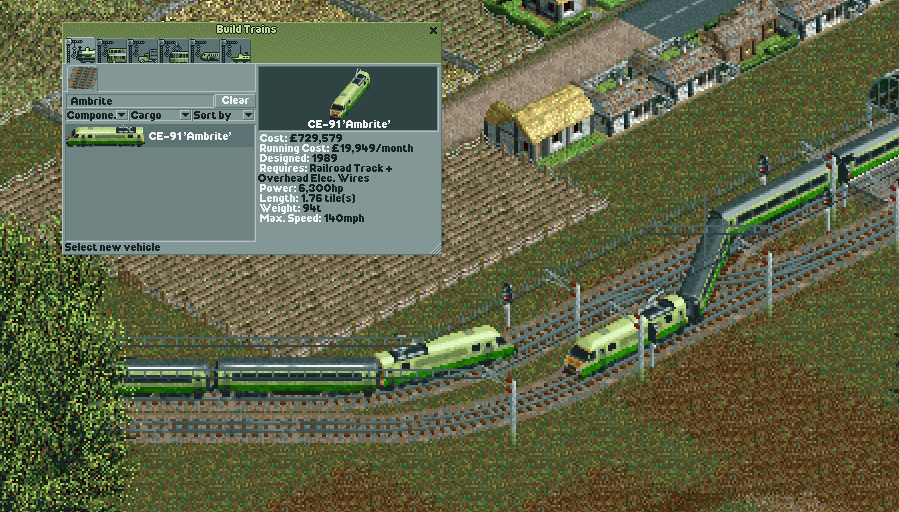 Build Trains
Ambrite
Clear
Compone.
Cargo
Sort by
CE-91'Ambrite'
CE-91'Ambrite'
Cost: £729,579
Running Cost: £19,949/month
Designed: 1989
Requires: Railroad Track +
Overhead Elec. Wires
Power: 6,300hp
Length: 1.76 tile(s)
Weight: 94t
Max. Speed: 140mph
Select new vehicle